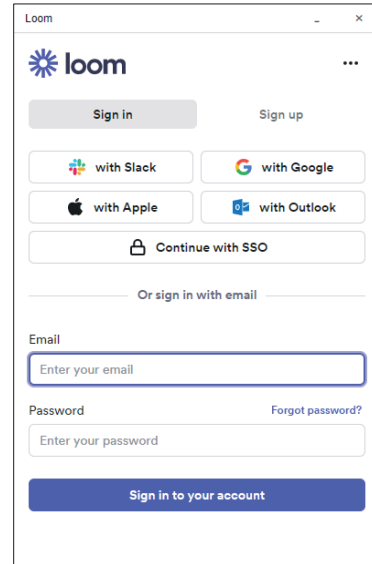 Loom
loom
Sign in Sign up
with Slack with Google
with Apple with Outlook
Continue with SSO
Or sign in with email
Email
Enter your email
Password Forgot password?
Enter your password
Sign in to your account